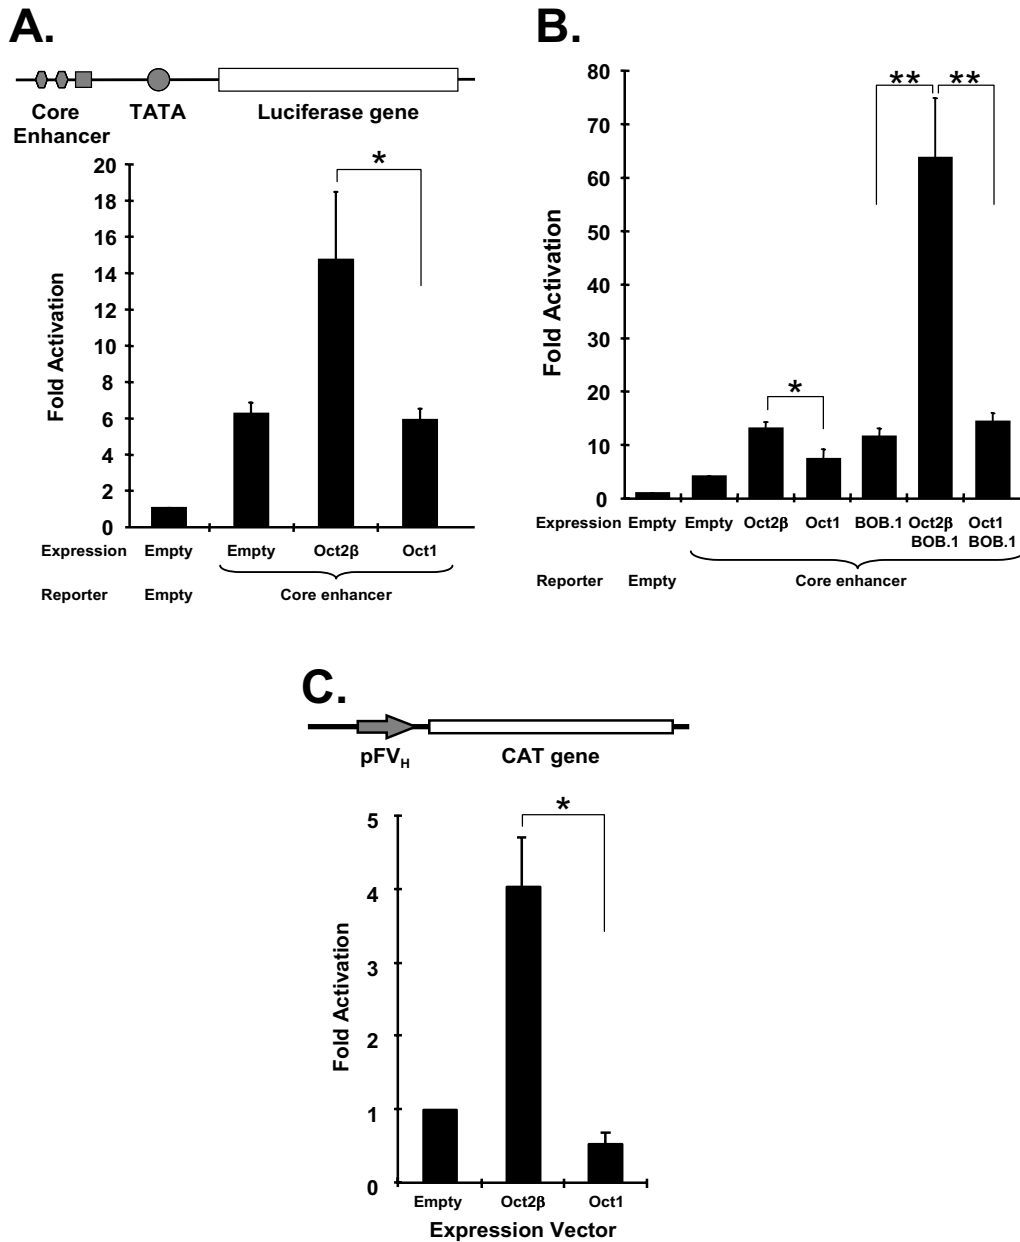 A.
Core
Enhancer
TATA
Luciferase gene
20
18
16
14
12
10
8
6
4
2
0
Fold Activation
*
Expression Empty Empty Oct2β Oct1
Reporter Empty Core enhancer
B.
80
70
60
50
40
30
20
10
0
Fold Activation
*
** **
Expression Empty Empty Oct2β Oct1 BOB.1 Oct2β Oct1
BOB.1 BOB.1
Reporter Empty Core enhancer
C.
pFVH CAT gene
5
4
3
2
1
0
Fold Activation
*
Empty Oct2β Oct1
Expression Vector